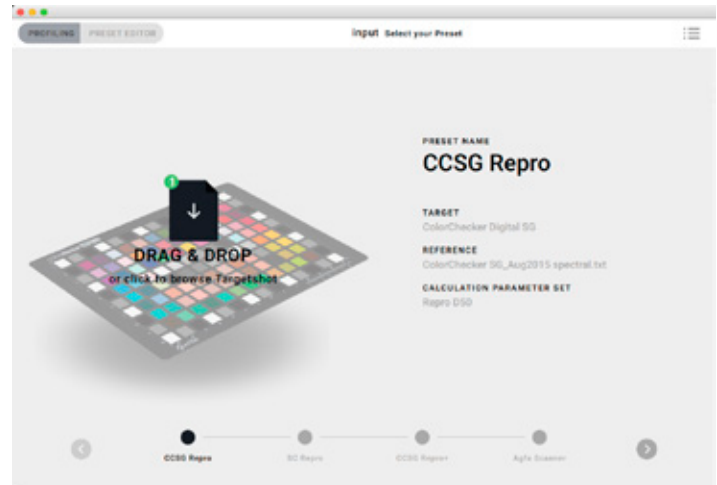 PROFILING PRESET EDITOR
input Select your Preset
PRESET NAME
CCSG Repro
TARGET
ColorChecker Digital SG
REFERENCE
ColorChecker SG_Aug2015 spectral.txt
CALCULATION PARAMETER SET
Repro D50
1
DRAG & DROP
or click to browse Targetshot
CCSG Repro
SC Repro
CCSG Repro+
Agfa Scanner